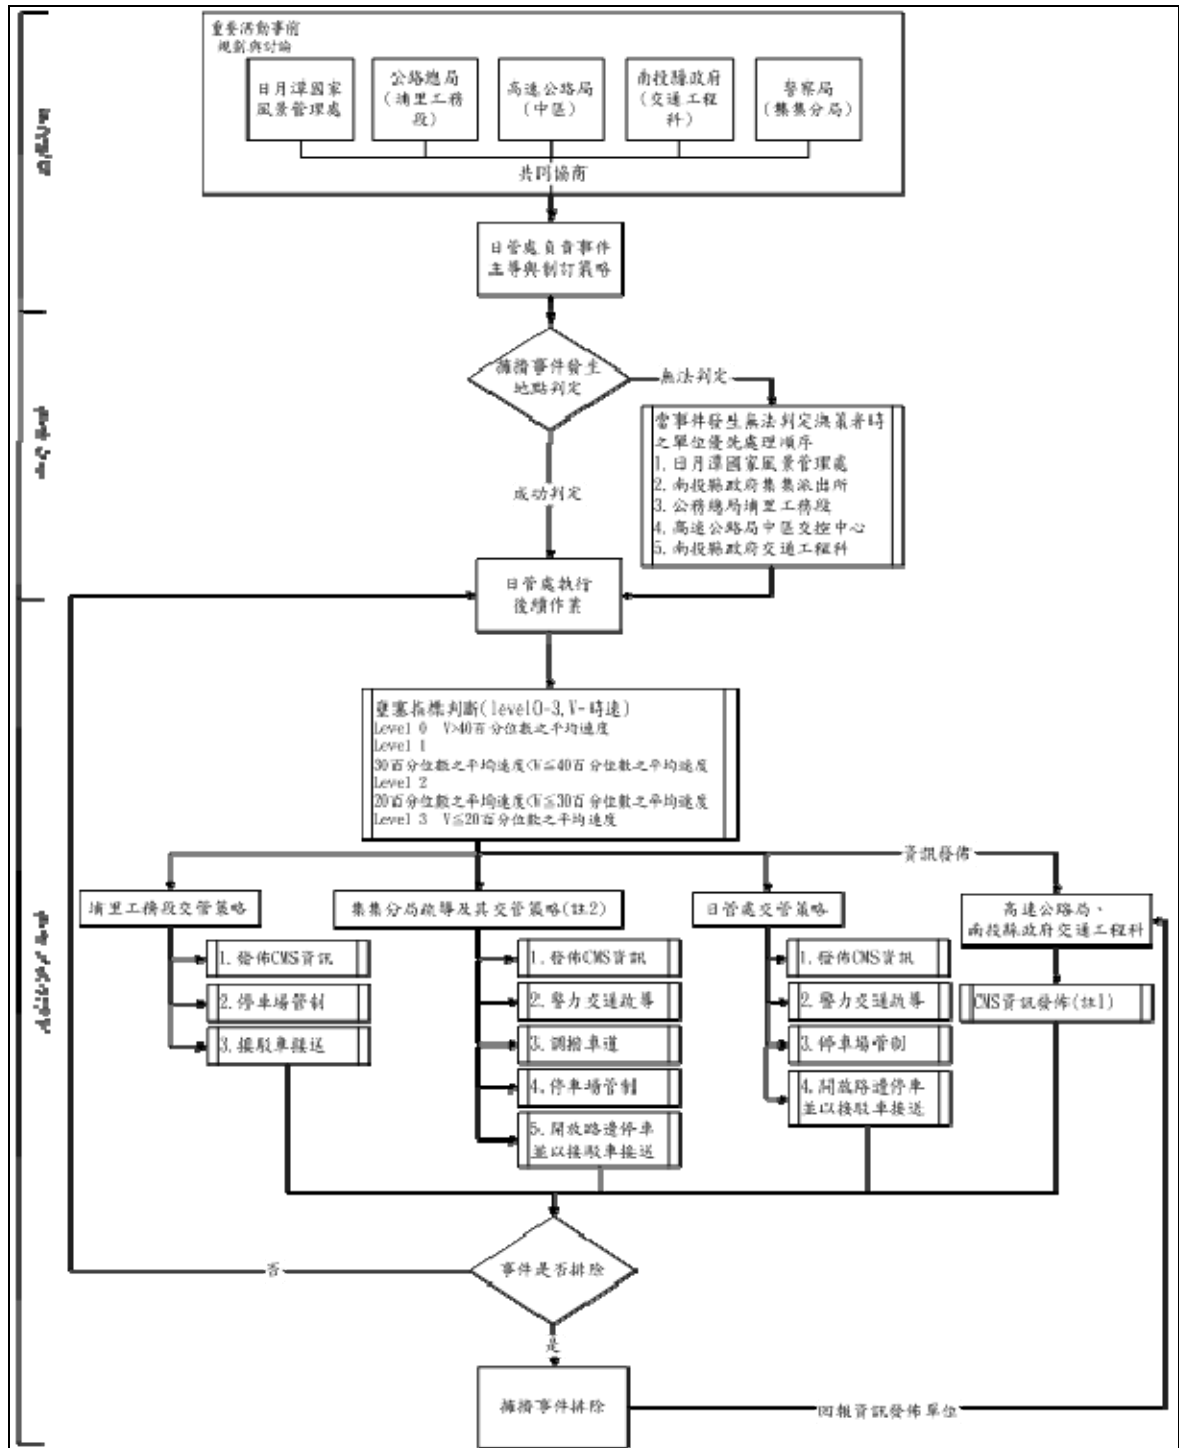 重要活動事前
規劃與討論
日月潭國家
風景管理處
公路總局
(埔里工務
段)
高速公路局
(中區)
南投縣政府
(交通工程
科)
警察局
(集集分局)
共同協商
日管處負責事件
主導與制訂策略
擁擠事件發生
地點判定
無法判定
當事件發生無法判定決策者時
之單位優先處理順序
1.日月潭國家風景管理處
2.南投縣政府集集派出所
3.公務總局埔里工務段
4.高速公路局中區交控中心
5.南投縣政府交通工程科
成功判定
日管處執行
後續作業
壅塞指標判斷(level0-3,V-時速)
Level 0 V>40百分位數之平均速度
Level 1
30百分位數之平均速度<V≦40百分位數之平均速度
Level 2
20百分位數之平均速度<V≦30百分位數之平均速度
Level 3 V≦20百分位數之平均速度
資訊發佈
埔里工務段交管策略
1.發佈CMS資訊
2.停車場管制
3.接駁車接送
集集分局疏導及其交管策略(註2)
1.發佈CMS資訊
2.警力交通疏導
3.調撥車道
4.停車場管制
5.開放路邊停車
並以接駁車接送
日管處交管策略
1.發佈CMS資訊
2.警力交通疏導
3.停車場管制
4.開放路邊停車
並以接駁車接送
高速公路局、
南投縣政府交通工程科
CMS資訊發佈(註1)
事件是否排除
否
是
擁擠事件排除
回報資訊發佈單位